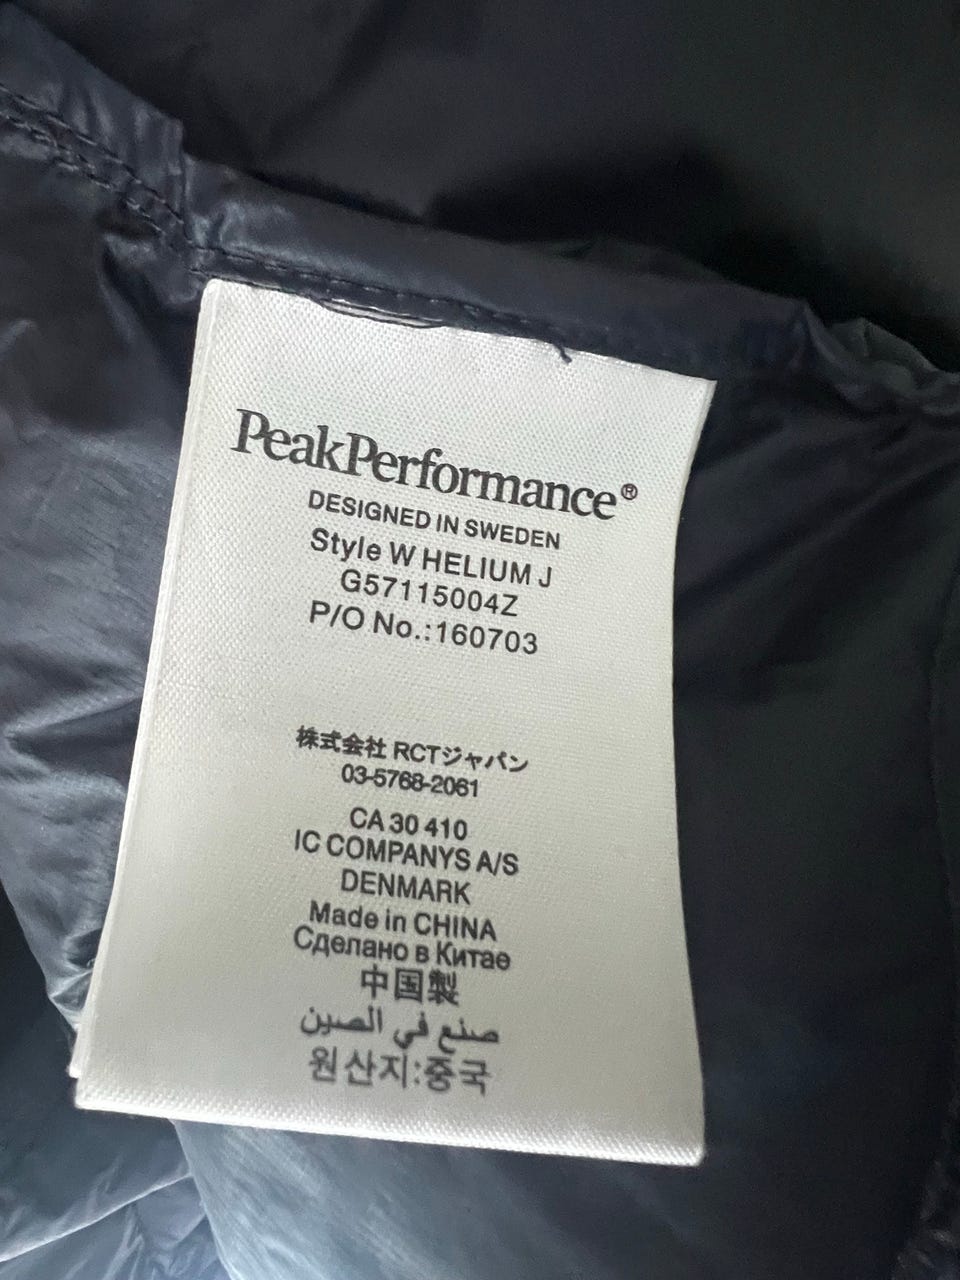 PeakPerformance®
DESIGNED IN SWEDEN
Style W HELIUM J
G57115004Z
P/O No.:160703
株式会社 RCTジャパン
03-5768-2061
CA 30 410
IC COMPANYS A/S
DENMARK
Made in CHINA
Сделано в Китае
中国製
صنع في الصين
원산지:중국